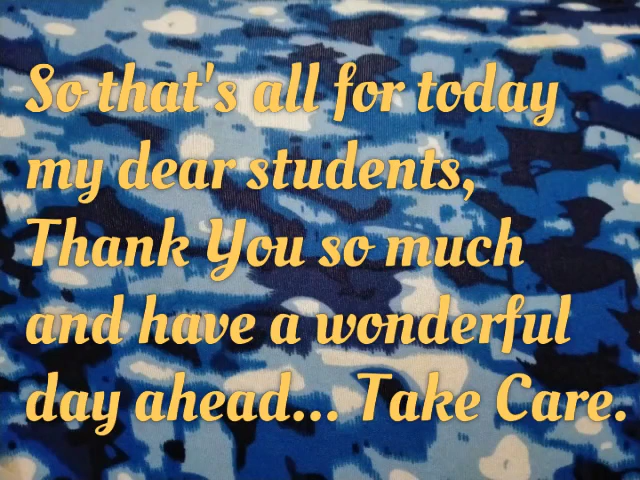 So that's all for today
my dear students,
Thank You so much
and have a wonderful
day ahead... Take Care.